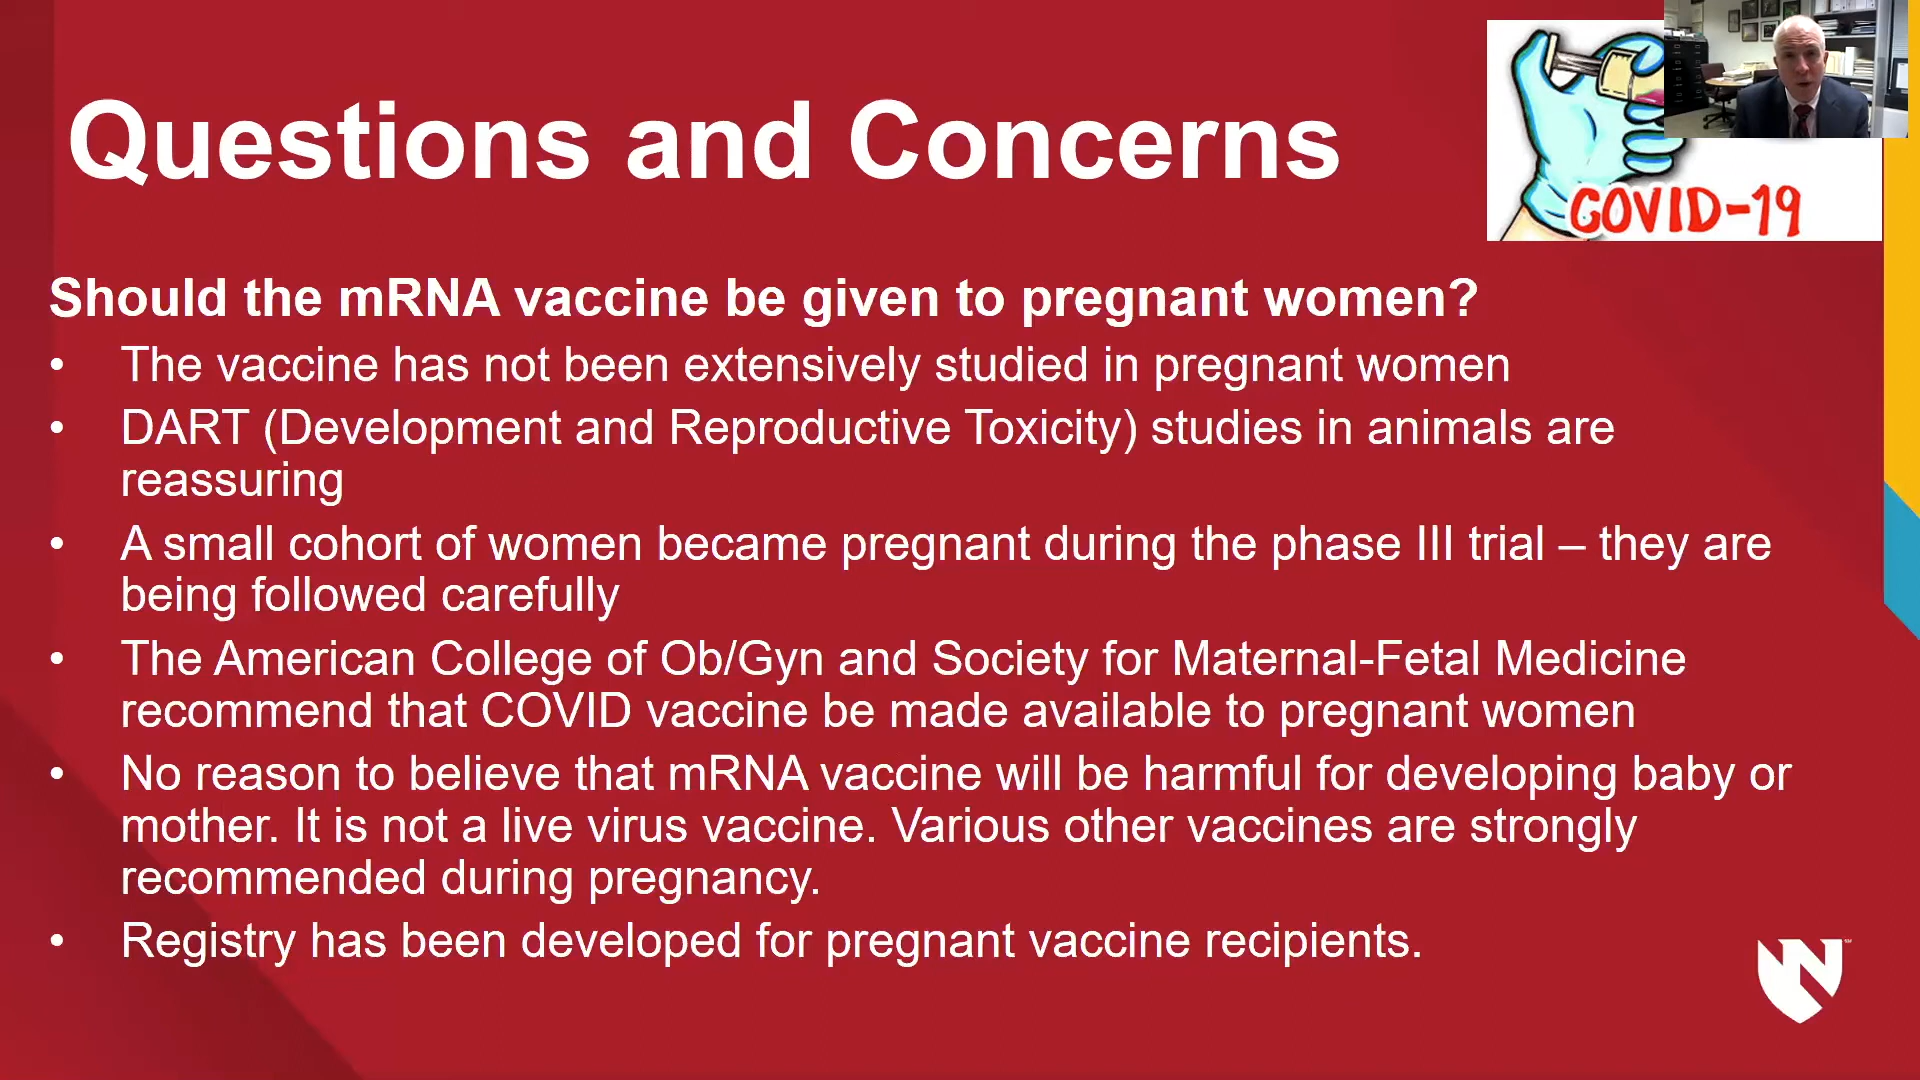 Questions and Concerns
COVID-19
Should the mRNA vaccine be given to pregnant women?
• The vaccine has not been extensively studied in pregnant women
• DART (Development and Reproductive Toxicity) studies in animals are
reassuring
• A small cohort of women became pregnant during the phase III trial – they are
being followed carefully
• The American College of Ob/Gyn and Society for Maternal-Fetal Medicine
recommend that COVID vaccine be made available to pregnant women
• No reason to believe that mRNA vaccine will be harmful for developing baby or
mother. It is not a live virus vaccine. Various other vaccines are strongly
recommended during pregnancy.
• Registry has been developed for pregnant vaccine recipients.
N